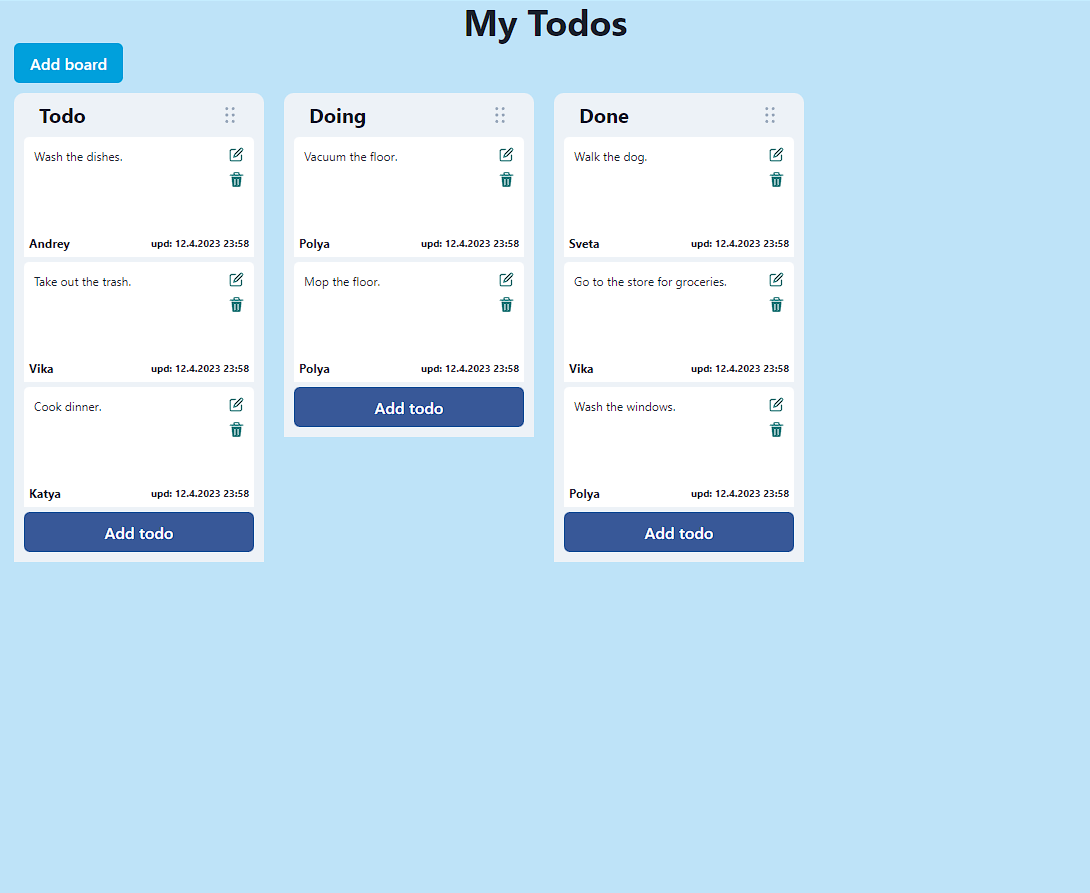 My Todos
Add board
Todo
Wash the dishes.
Andrey upd: 12.4.2023 23:58
Take out the trash.
Vika upd: 12.4.2023 23:58
Cook dinner.
Katya upd: 12.4.2023 23:58
Add todo
Doing
Vacuum the floor.
Polya upd: 12.4.2023 23:58
Mop the floor.
Polya upd: 12.4.2023 23:58
Add todo
Done
Walk the dog.
Sveta upd: 12.4.2023 23:58
Go to the store for groceries.
Vika upd: 12.4.2023 23:58
Wash the windows.
Polya upd: 12.4.2023 23:58
Add todo